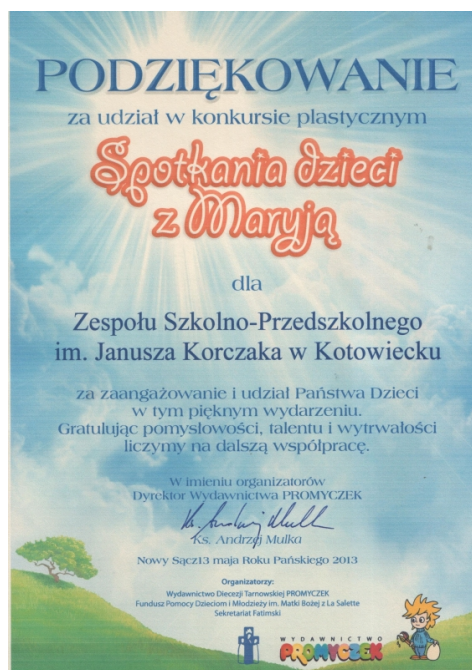 PODZIĘKOWANIE
za udział w konkursie plastycznym
Spotkania dzieci
z Maryją
dla
Zespołu Szkolno-Przedszkolnego
im. Janusza Korczaka w Kotowiecku
za zaangażowanie i udział Państwa Dzieci
w tym pięknym wydarzeniu.
Gratulując pomysłowości, talentu i wytrwałości
liczymy na dalszą współpracę.
W imieniu organizatorów
Dyrektor Wydawnictwa PROMYCZEK
Ks. Andrzej Mulka
Ks. Andrzej Mulka
Nowy Sącz13 maja Roku Pańskiego 2013
Organizatorzy:
Wydawnictwo Diecezji Tarnowskiej PROMYCZEK
Fundusz Pomocy Dzieciom i Młodzieży im. Matki Bożej z La Salette
Sekretariat Fatimski
WYDAWNICTWO
PROMYCZEK